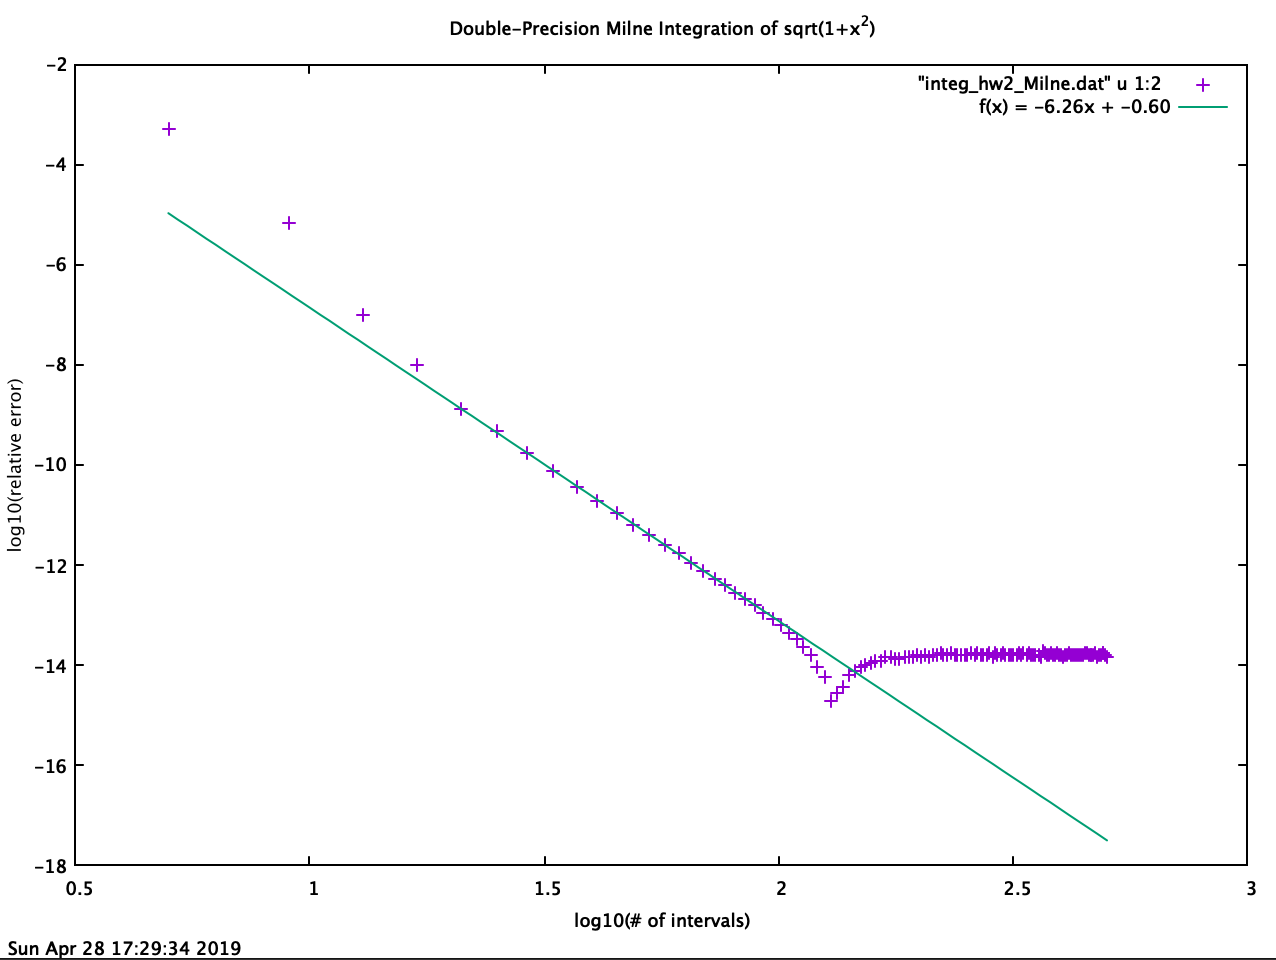 Double-Precision Milne Integration of sqrt(1+x²)
"integ_hw2_Milne.dat" u 1:2
f(x) = -6.26x + -0.60
-2
-4
-6
-8
-10
-12
-14
-16
-18
log10(relative error)
0.5 1 1.5 2 2.5 3
log10(# of intervals)
Sun Apr 28 17:29:34 2019